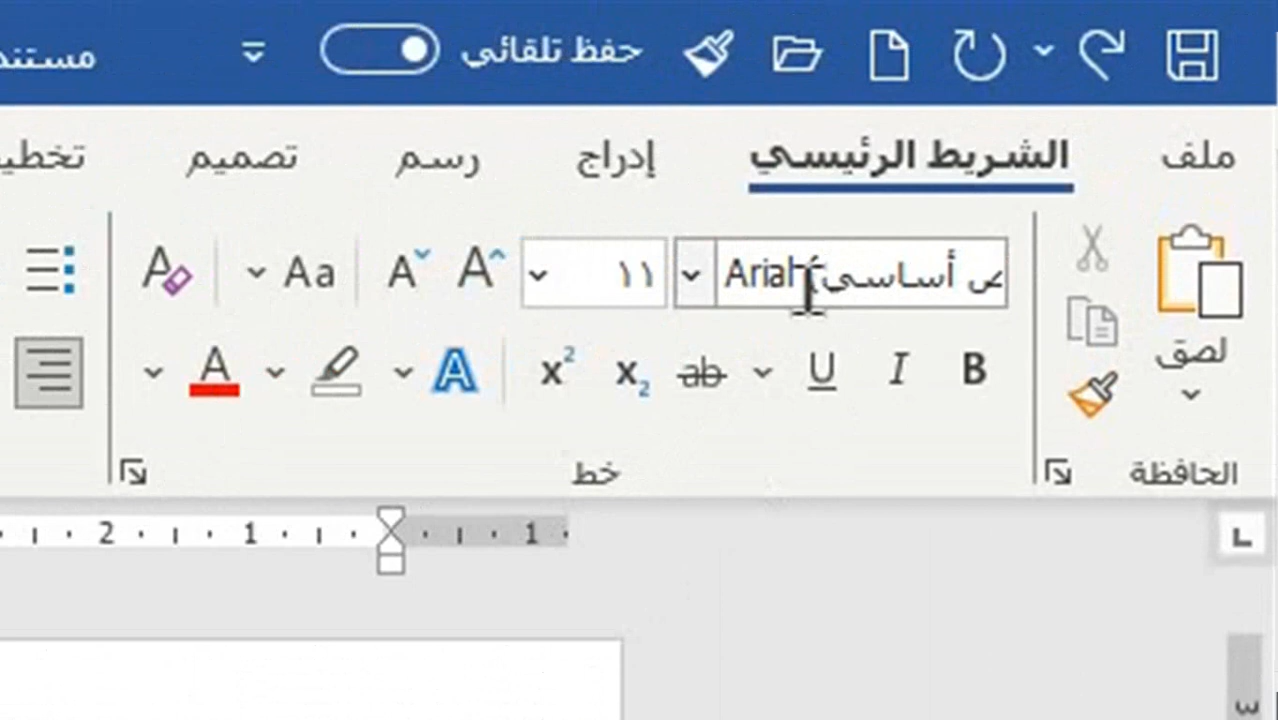 حفظ تلقائي
ملف الشريط الرئيسي إدراج رسم تصميم
لصق Arial أساسي ١١ A A Aa A
B I U ab x2 x2 A A
الحافظة خط
2 1 1
L
3